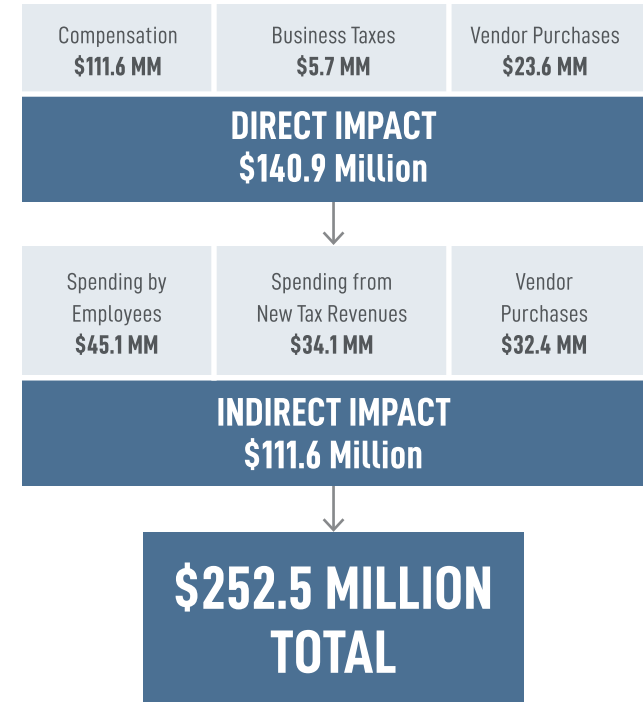 Compensation
$111.6 MM
Business Taxes
$5.7 MM
Vendor Purchases
$23.6 MM
DIRECT IMPACT
$140.9 Million
Spending by
Employees
$45.1 MM
Spending from
New Tax Revenues
$34.1 MM
Vendor
Purchases
$32.4 MM
INDIRECT IMPACT
$111.6 Million
$252.5 MILLION
TOTAL